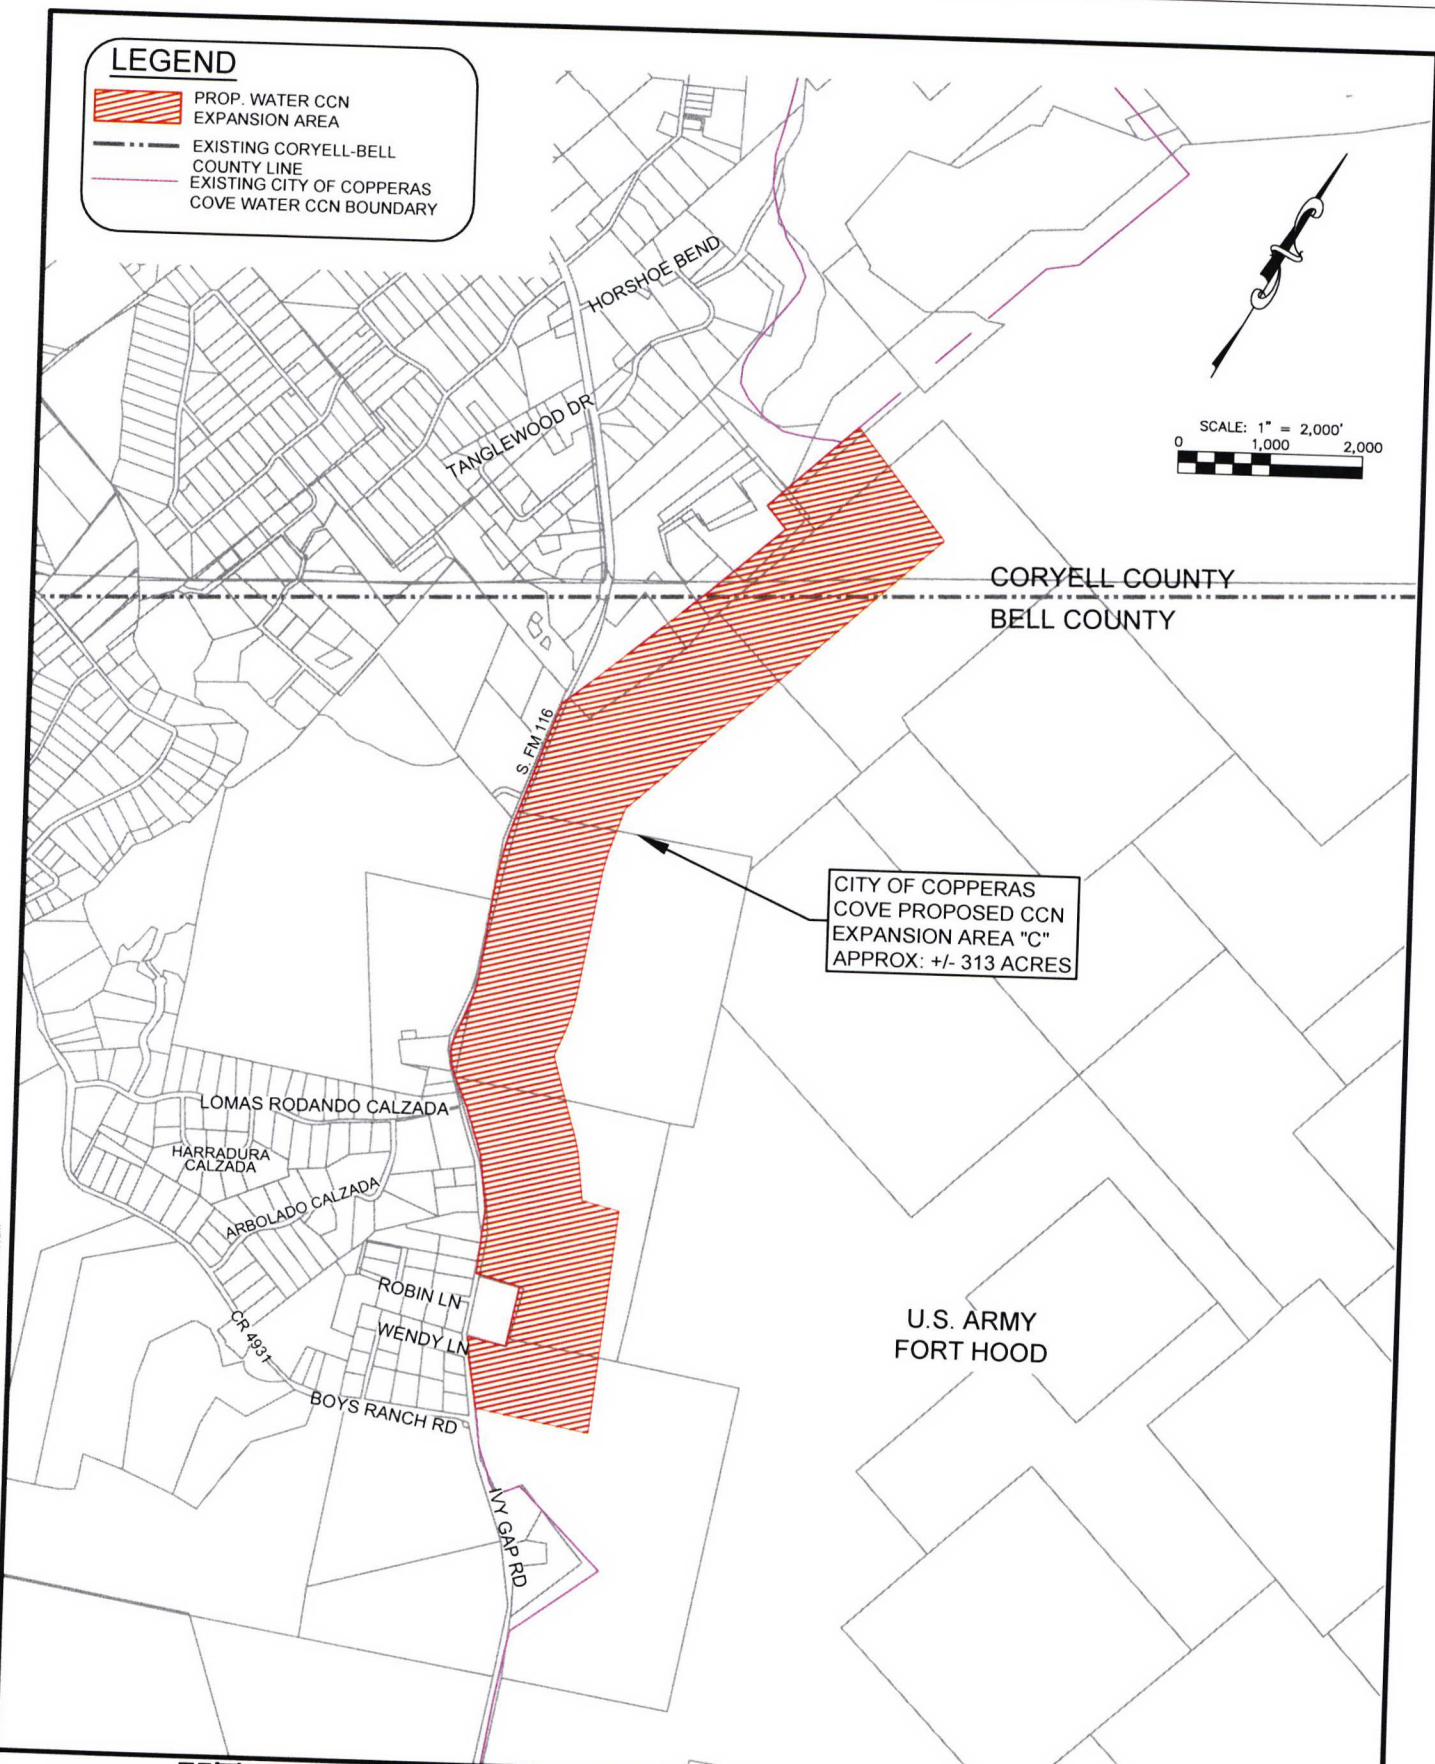 LEGEND
PROP. WATER CCN
EXPANSION AREA
EXISTING CORYELL-BELL
COUNTY LINE
EXISTING CITY OF COPPERAS
COVE WATER CCN BOUNDARY
HORSHOE BEND
TANGLEWOOD DR
SCALE: 1" = 2,000'
0 1,000 2,000
CORYELL COUNTY
BELL COUNTY
S. FM 116
CITY OF COPPERAS
COVE PROPOSED CCN
EXPANSION AREA "C"
APPROX: +/- 313 ACRES
LOMAS RODANDO CALZADA
HARRADURA
CALZADA
ARBOLADO CALZADA
ROBIN LN
WENDY LN
CR 4931
BOYS RANCH RD
U.S. ARMY
FORT HOOD
IVY GAP RD